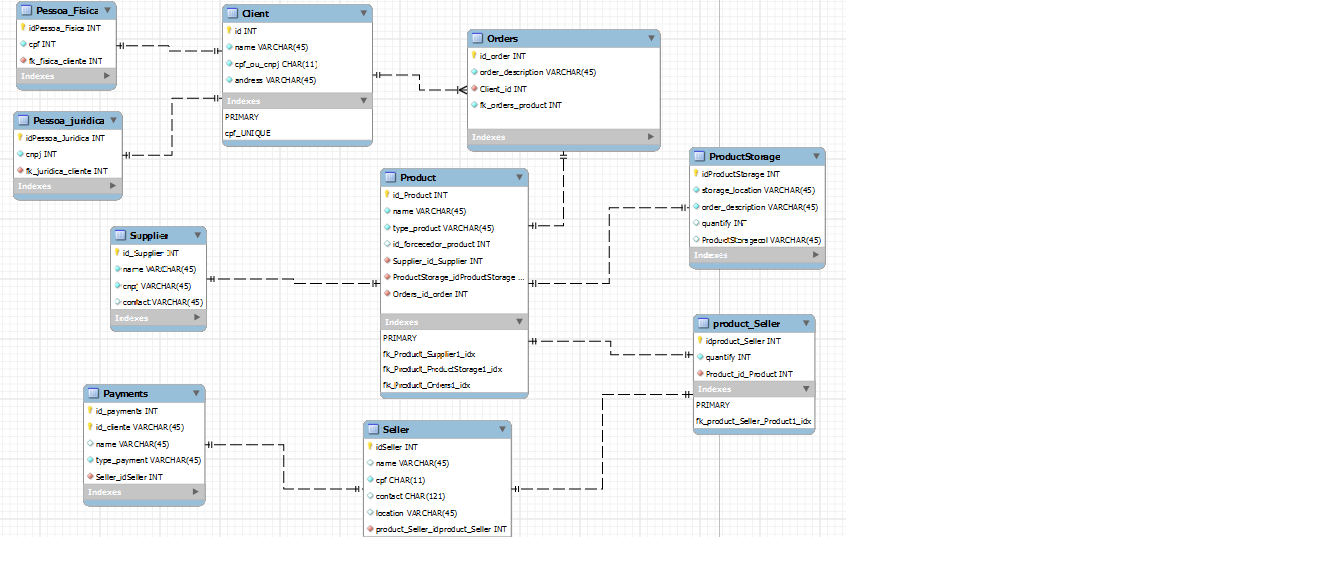 Pessoa_Fisica
idPessoa_Fisica INT
cpf INT
fk_fisica_cliente INT
Indexes
Client
id INT
name VARCHAR(45)
cpf_ou_cnpj CHAR(11)
andress VARCHAR(45)
Indexes
PRIMARY
cpf_UNIQUE
Orders
id_order INT
order_description VARCHAR(45)
Client_id INT
fk_orders_product INT
Indexes
Pessoa_juridica
idPessoa_Juridica INT
cnpj INT
fk_juridica_cliente INT
Indexes
Product
id_Product INT
name VARCHAR(45)
type_product VARCHAR(45)
id_forcecedor_product INT
Supplier_id_Supplier INT
ProductStorage_idProductStorage ...
Orders_id_order INT
Indexes
PRIMARY
fk_Product_Supplier1_idx
fk_Product_ProductStorage1_idx
fk_Product_Orders1_idx
ProductStorage
idProductStorage INT
storage_location VARCHAR(45)
order_description VARCHAR(45)
quantify INT
ProductStoragecol VARCHAR(45)
Indexes
Supplier
id_Supplier INT
name VARCHAR(45)
cnpj VARCHAR(45)
contact VARCHAR(45)
Indexes
product_Seller
idproduct_Seller INT
quantify INT
Product_id_Product INT
Indexes
PRIMARY
fk_product_Seller_Product1_idx
Payments
id_payments INT
id_cliente VARCHAR(45)
name VARCHAR(45)
type_payment VARCHAR(45)
Seller_idSeller INT
Indexes
Seller
idSeller INT
name VARCHAR(45)
cpf CHAR(11)
contact CHAR(121)
location VARCHAR(45)
product_Seller_idproduct_Seller INT